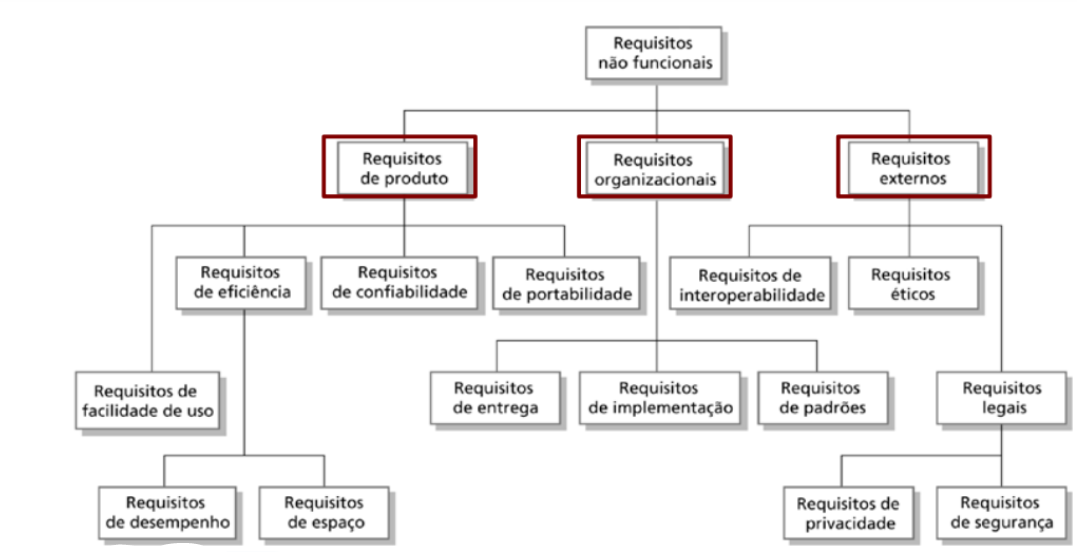 Requisitos
não funcionais
Requisitos
de produto
Requisitos
organizacionais
Requisitos
externos
Requisitos
de eficiência
Requisitos
de confiabilidade
Requisitos
de portabilidade
Requisitos de
interoperabilidade
Requisitos
éticos
Requisitos de
facilidade de uso
Requisitos
de entrega
Requisitos
de implementação
Requisitos
de padrões
Requisitos
legais
Requisitos
de desempenho
Requisitos
de espaço
Requisitos de
privacidade
Requisitos
de segurança